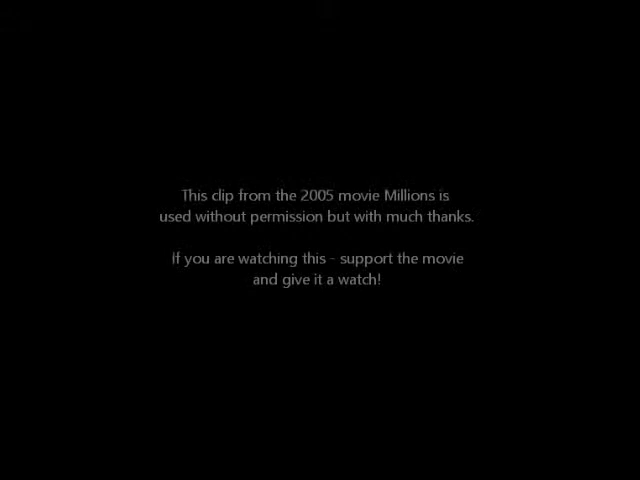 This clip from the 2005 movie Millions is
used without permission but with much thanks.
If you are watching this - support the movie
and give it a watch!